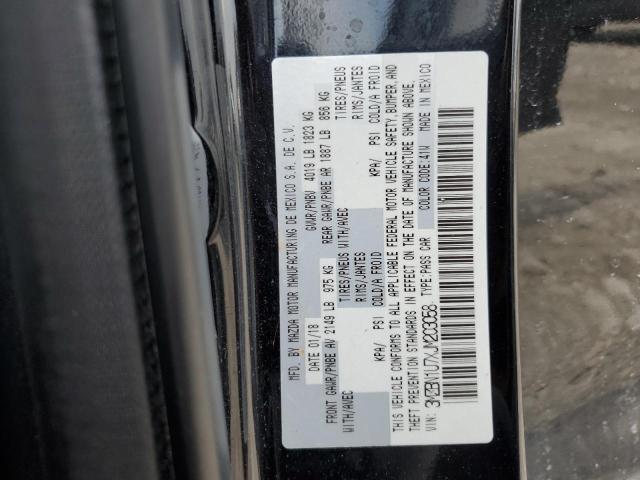 MFD. BY MAZDA MOTOR MANUFACTURING DE MEXICO S.A. DE C.V.
DATE 01/18 GVWR/PNBV 4019 LB 1823 KG
FRONT GAWR/PNBE AV 2149 LB 975 KG REAR GAWR/PNBE AR 1887 LB 856 KG
WITH/AVEC TIRES/PNEUS WITH/AVEC TIRES/PNEUS
RIMS/JANTES RIMS/JANTES
KPA/ PSI COLD/A FROID KPA/ PSI COLD/A FROID
THIS VEHICLE CONFORMS TO ALL APPLICABLE FEDERAL MOTOR VEHICLE SAFETY,BUMPER,AND
THEFT PREVENTION STANDARDS IN EFFECT ON THE DATE OF MANUFACTURE SHOWN ABOVE.
VIN: 3MZBN1U7XJM203058 TYPE:PASS CAR COLOR CODE:41W MADE IN MEXICO